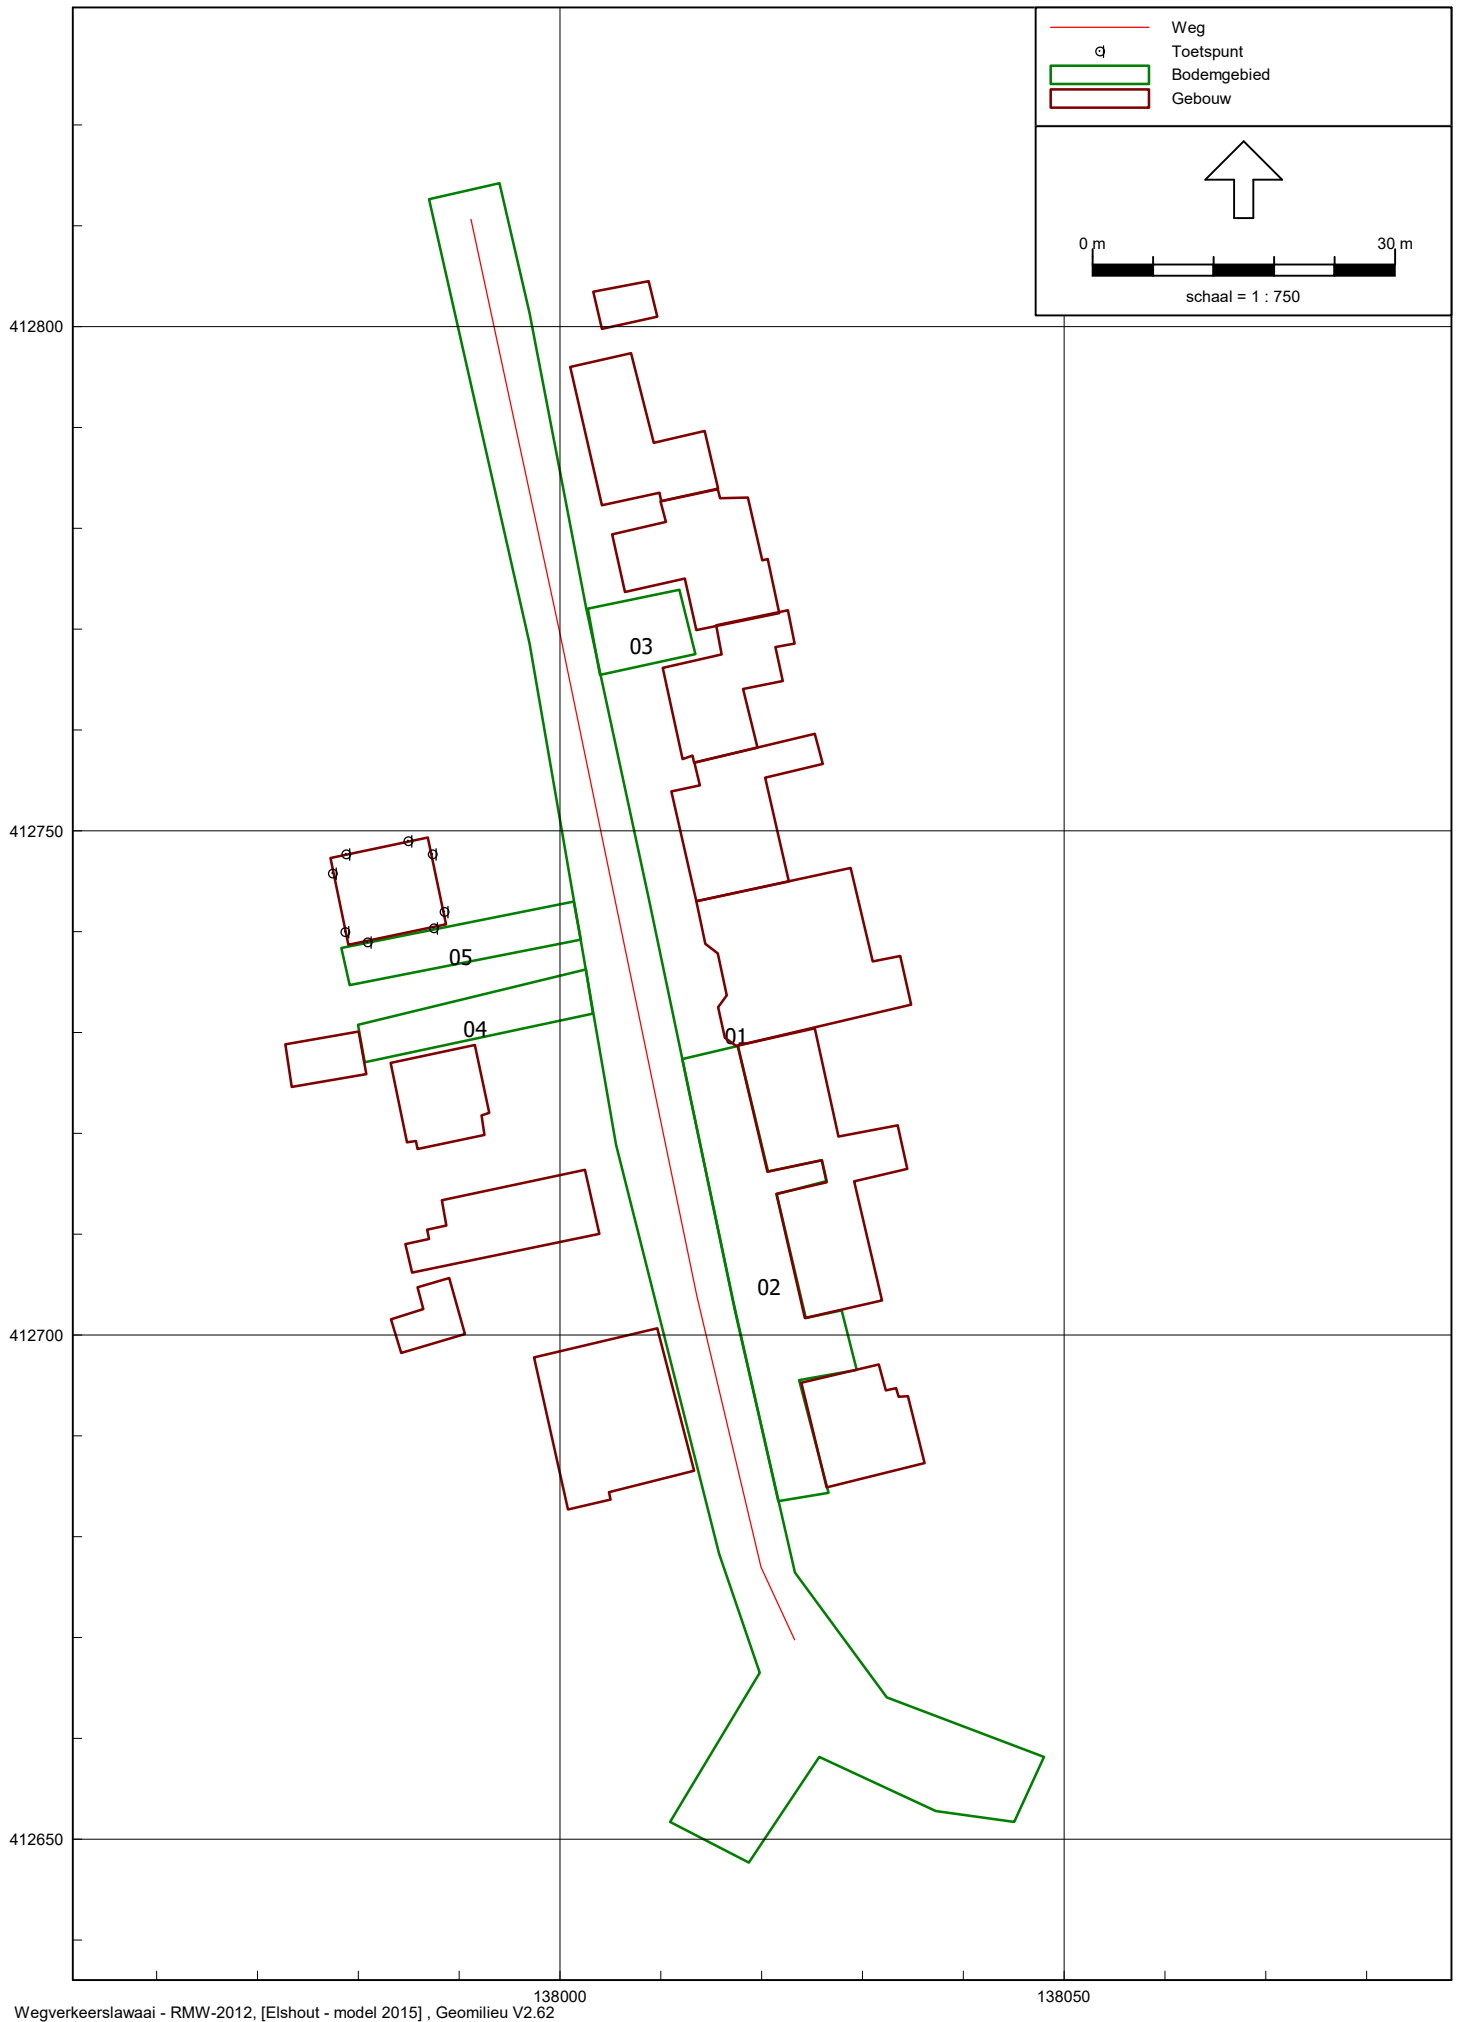 Weg
Toetspunt
Bodemgebied
Gebouw
0 m 30 m
schaal = 1 : 750
412800
03
412750
05
04
01
02
412700
412650
138000 138050
Wegverkeerslawaai - RMW-2012, [Elshout - model 2015] , Geomilieu V2.62